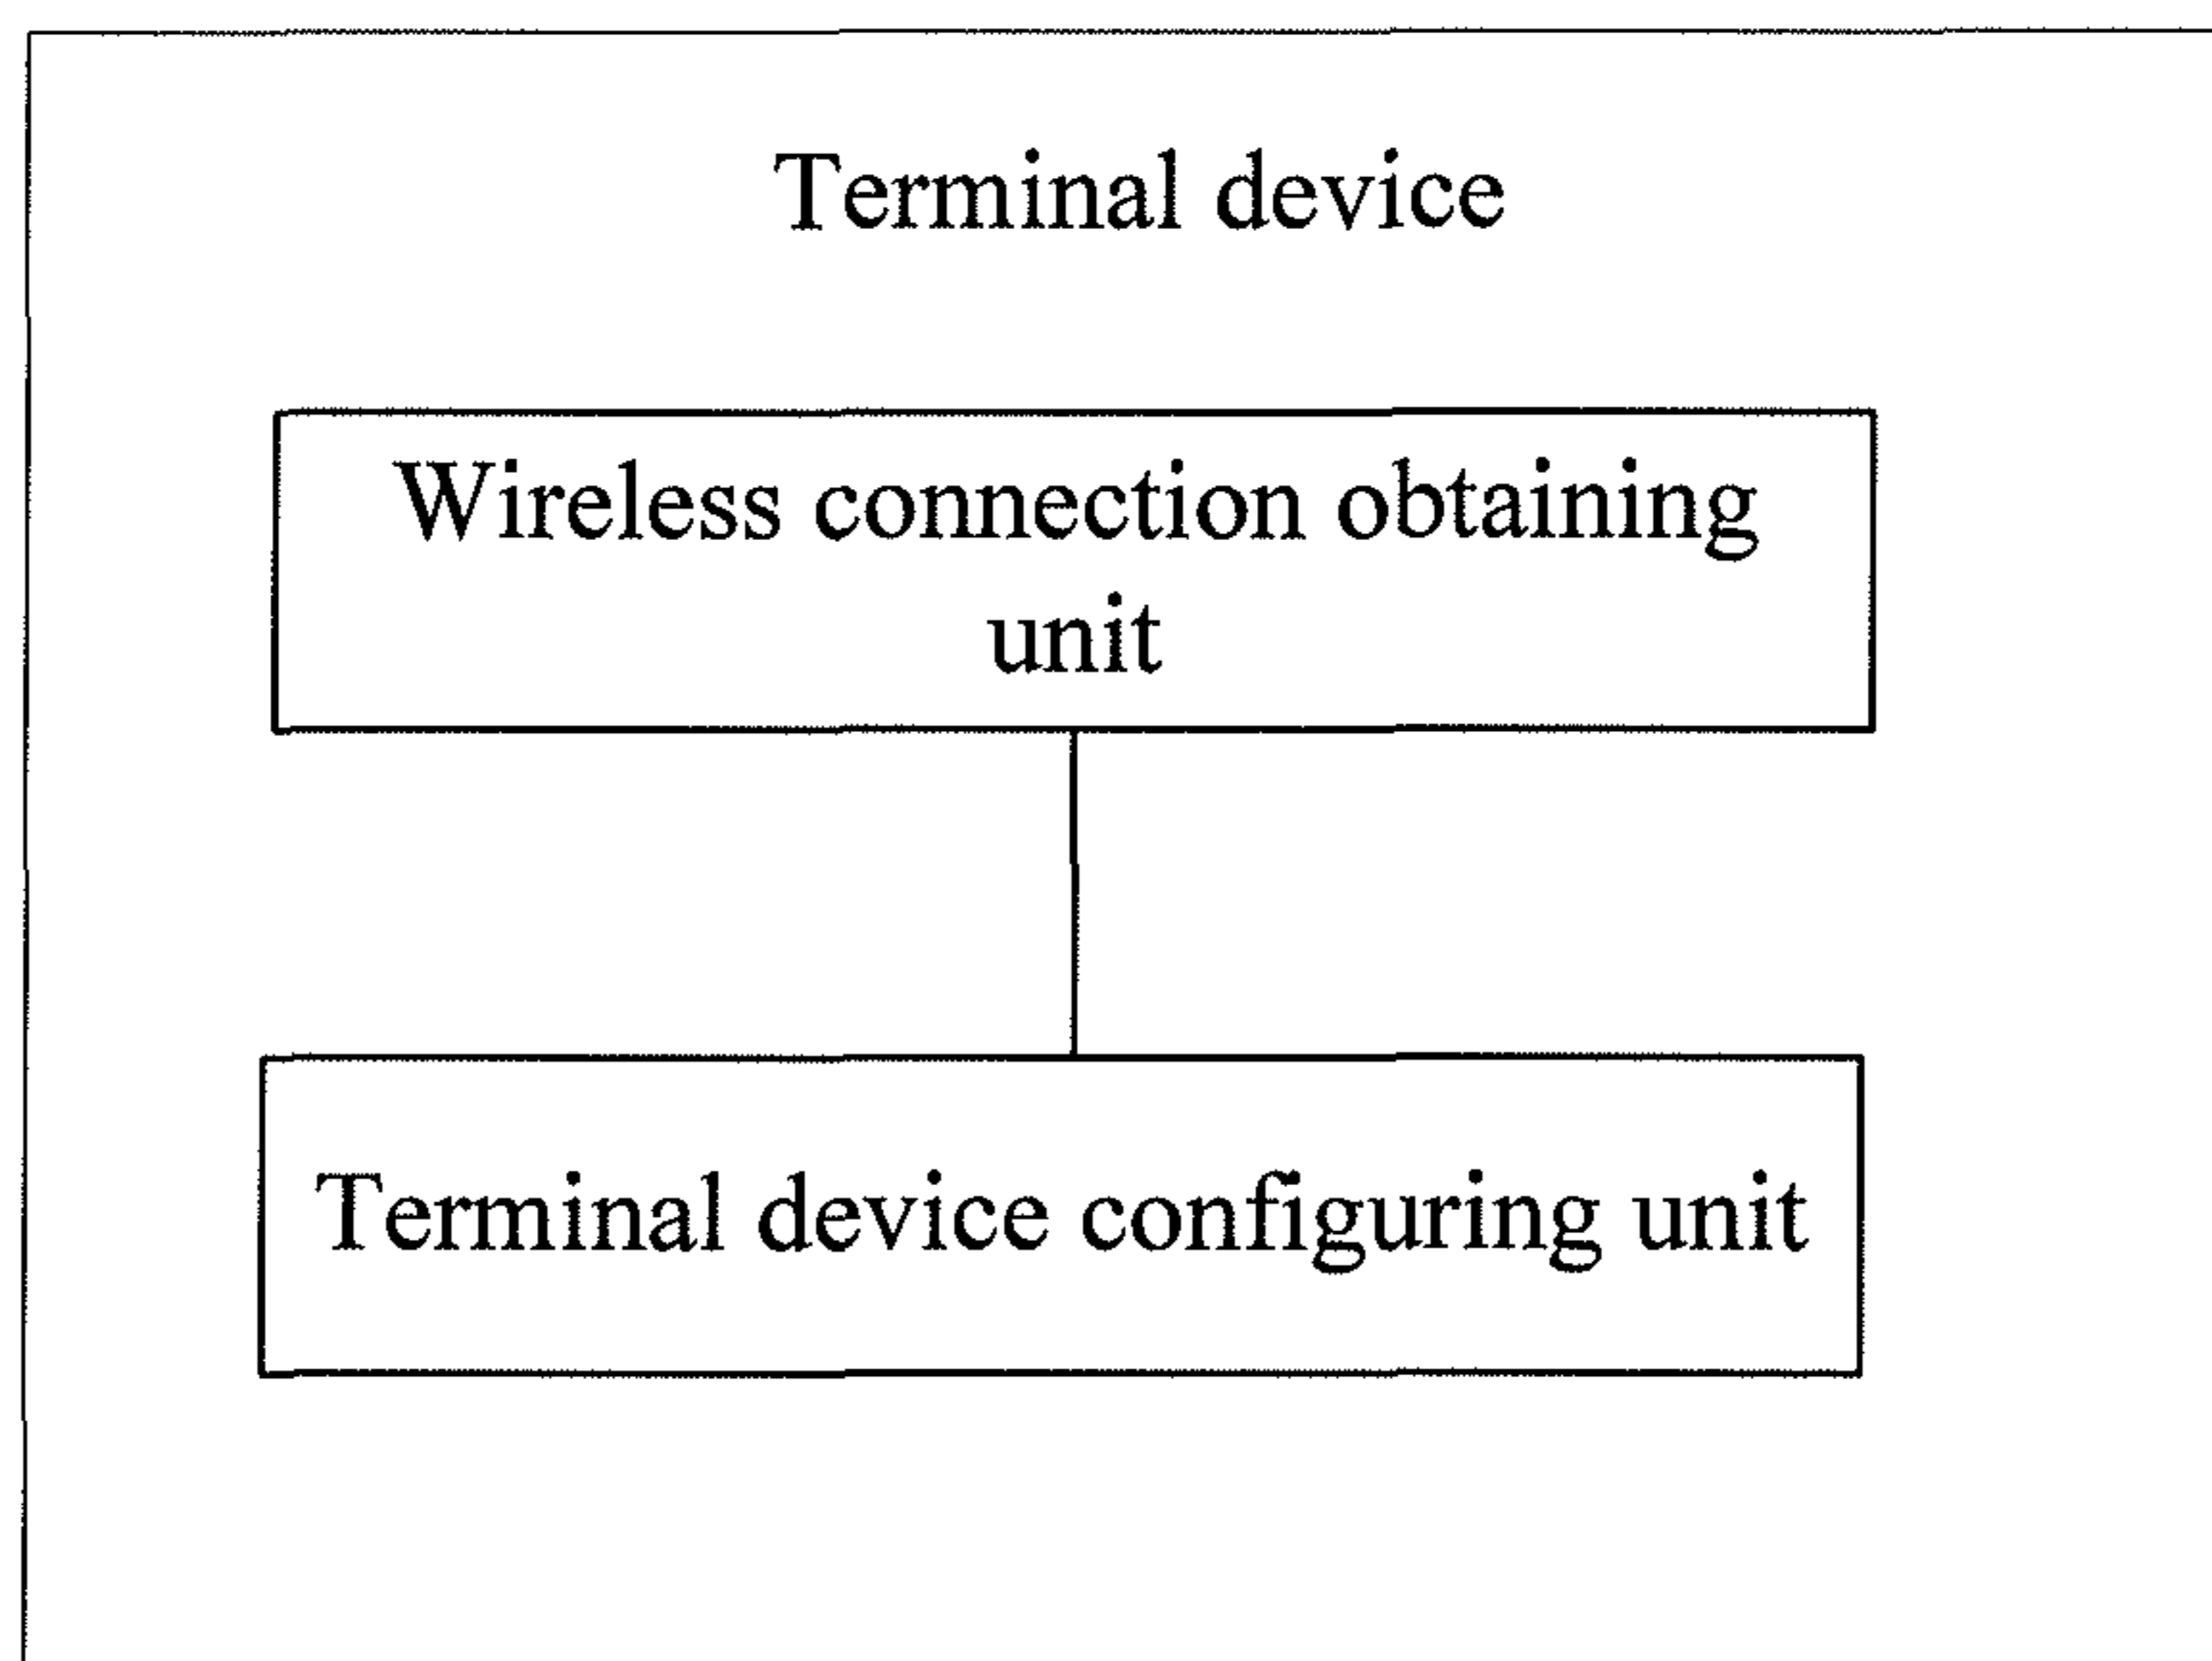 Terminal device
Wireless connection obtaining
unit
Terminal device configuring unit